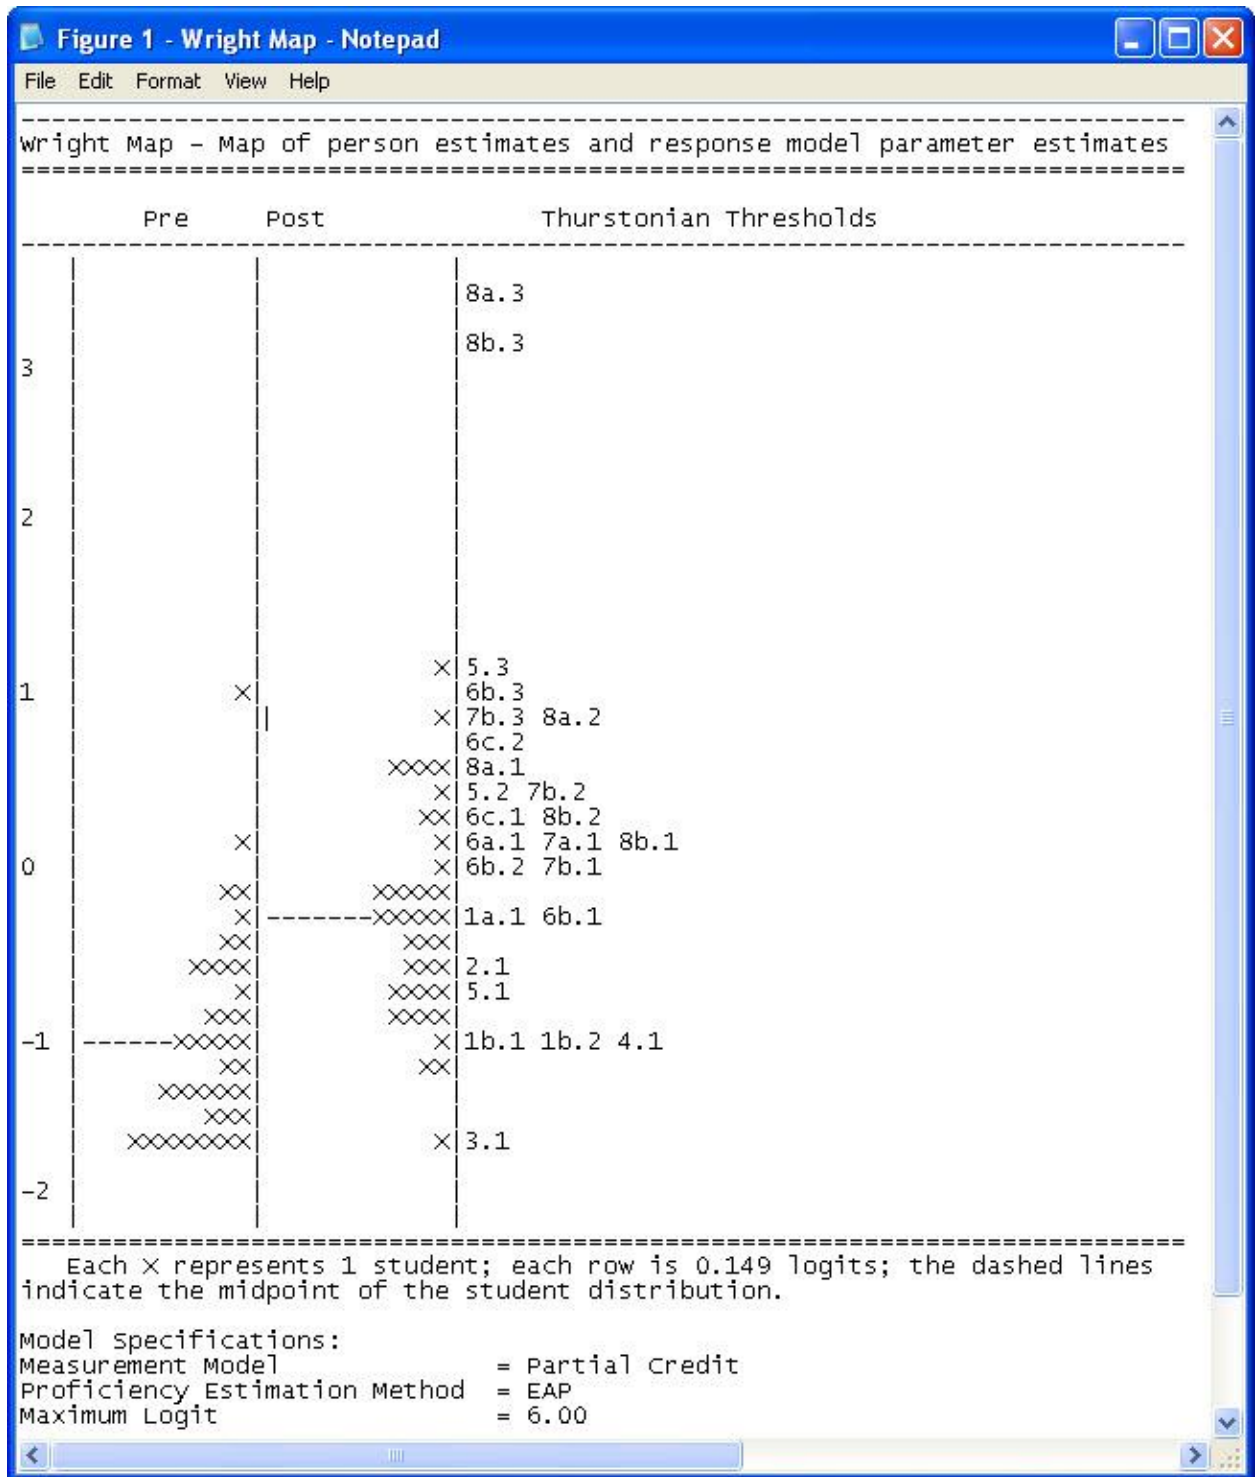 Figure 1 - Wright Map - Notepad
File Edit Format View Help
Wright Map – Map of person estimates and response model parameter estimates
Pre Post Thurstonian Thresholds
8a.3
8b.3
3
2
X| 5.3
1 X| 6b.3
X| 7b.3 8a.2
6c.2
XXXX| 8a.1
X| 5.2 7b.2
XX| 6c.1 8b.2
X| X| 6a.1 7a.1 8b.1
0 X| 6b.2 7b.1
XX| XXXXX|
X| -------XXXXX| 1a.1 6b.1
XX| XXX|
XXXX| XXX| 2.1
X| XXXX| 5.1
XXX| XXXX|
-1 |------XXXXX| X| 1b.1 1b.2 4.1
XX| XX|
XXXXXX|
XXX|
XXXXXXXX| X| 3.1
-2
Each X represents 1 student; each row is 0.149 logits; the dashed lines
indicate the midpoint of the student distribution.
Model Specifications:
Measurement Model = Partial Credit
Proficiency Estimation Method = EAP
Maximum Logit = 6.00